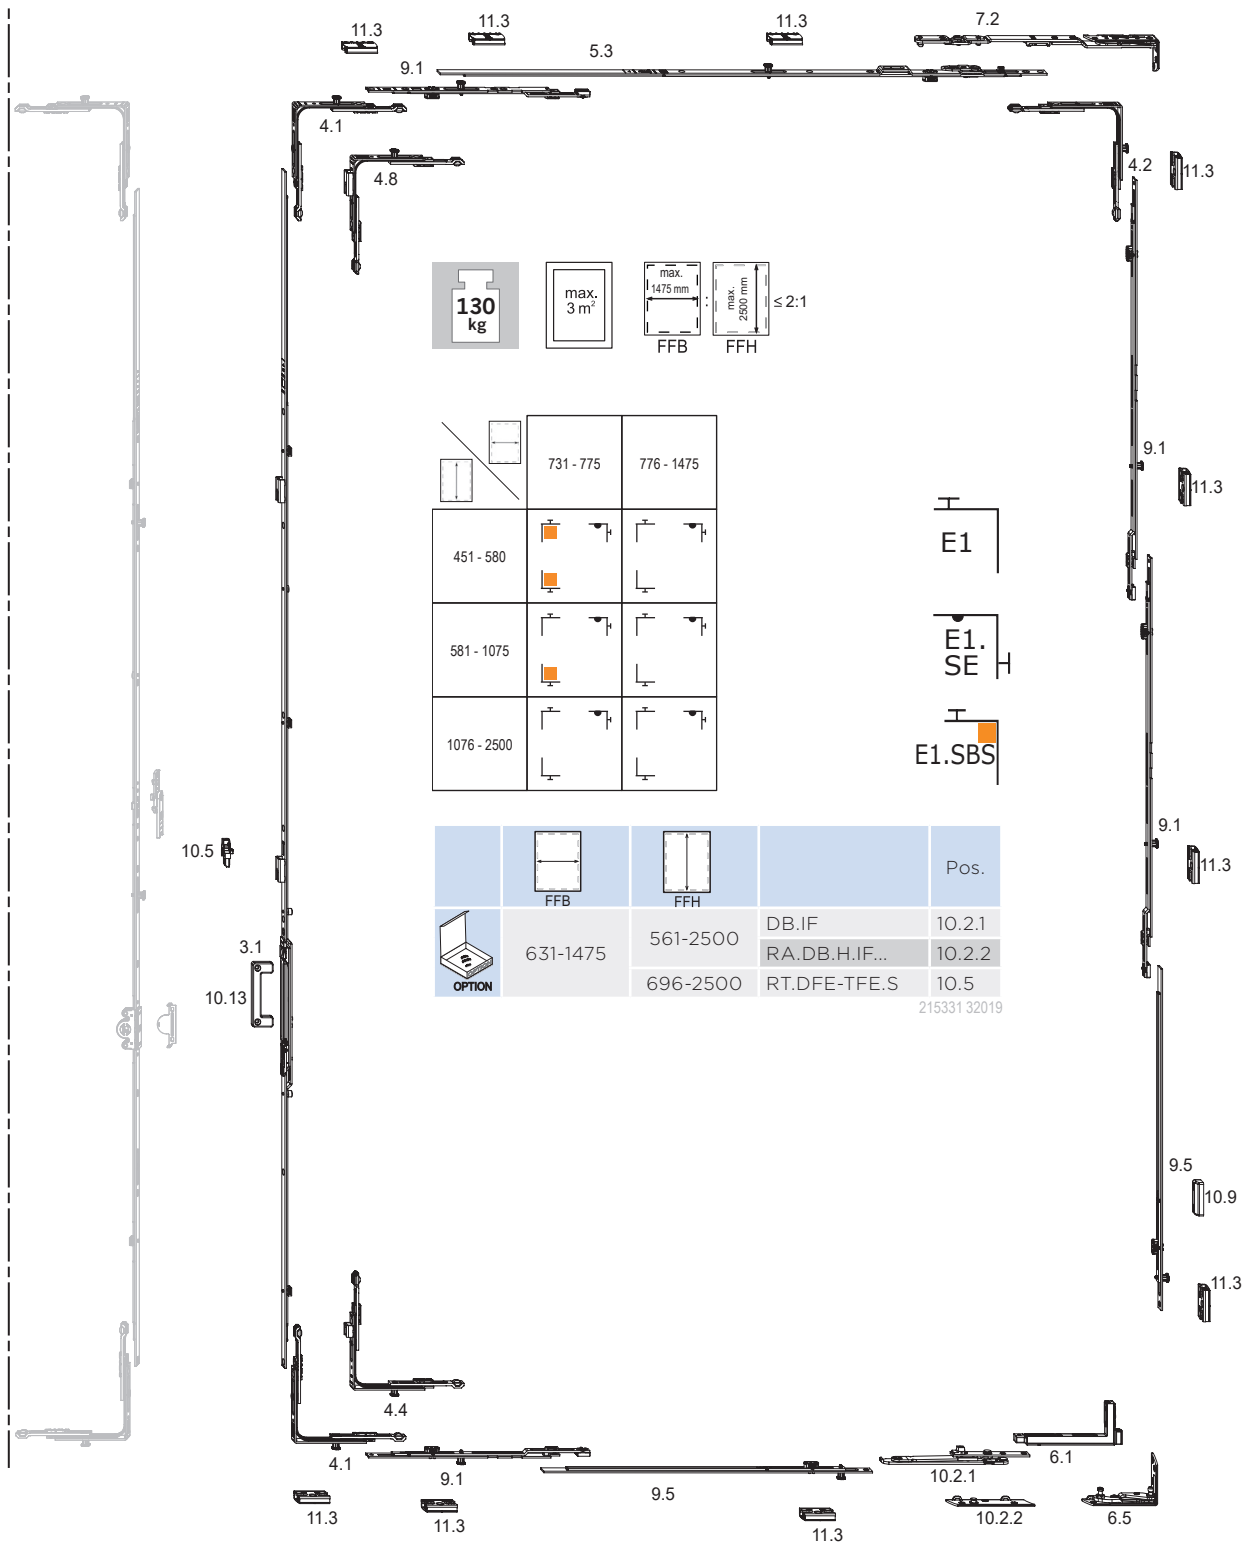 11.3
11.3
11.3
7.2
5.3
9.1
4.1
4.8
4.2
11.3
130
kg
max.
3 m²
max.
1475 mm
:
max.
2500 mm
≤ 2:1
FFB
FFH
731 - 775
776 - 1475
451 - 580
581 - 1075
1076 - 2500
E1
E1.
SE
E1.SBS
9.1
11.3
9.1
11.3
10.5
3.1
10.13
FFB
FFH
Pos.
OPTION
631-1475
561-2500
DB.IF
10.2.1
RA.DB.H.IF...
10.2.2
696-2500
RT.DFE-TFE.S
10.5
215331 32019
9.5
10.9
11.3
4.4
4.1
9.1
9.5
10.2.1
6.1
10.2.2
6.5
11.3
11.3
11.3